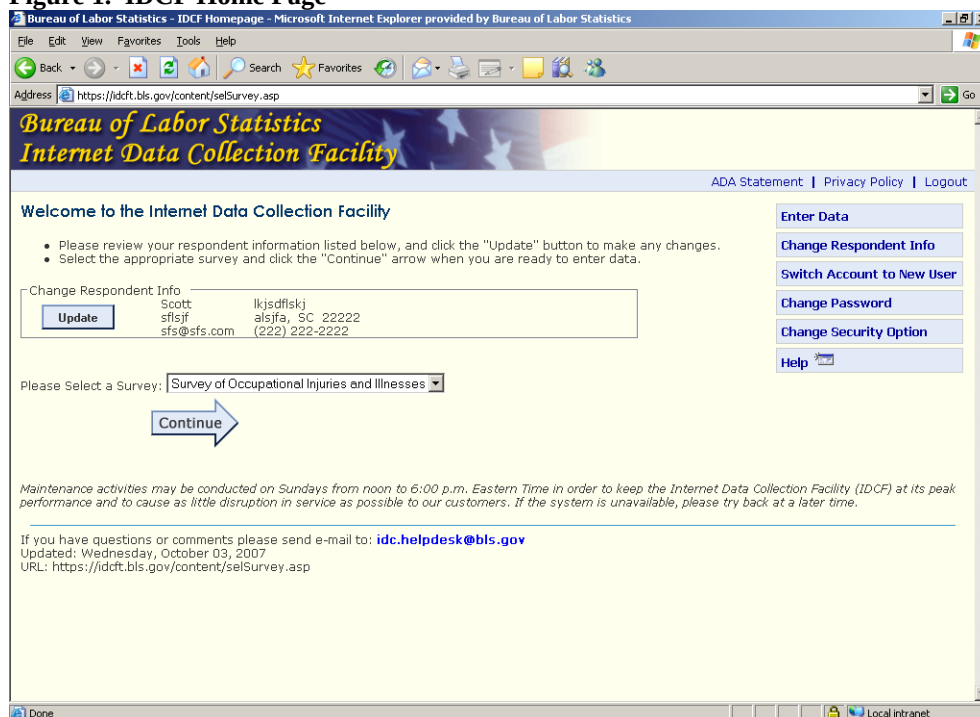 Figure 1. IDCF Home Page
Bureau of Labor Statistics - IDCF Homepage - Microsoft Internet Explorer provided by Bureau of Labor Statistics
File Edit View Favorites Tools Help
Back Search Favorites
Address https://idcft.bls.gov/content/selSurvey.asp Go
Bureau of Labor Statistics
Internet Data Collection Facility
ADA Statement | Privacy Policy | Logout
Welcome to the Internet Data Collection Facility
• Please review your respondent information listed below, and click the "Update" button to make any changes.
• Select the appropriate survey and click the "Continue" arrow when you are ready to enter data.
Change Respondent Info
Update
Scott lkjsdflskj
sflsjf alsjfa, SC 22222
sfs@sfs.com (222) 222-2222
Please Select a Survey: Survey of Occupational Injuries and Illnesses
Continue
Enter Data
Change Respondent Info
Switch Account to New User
Change Password
Change Security Option
Help
Maintenance activities may be conducted on Sundays from noon to 6:00 p.m. Eastern Time in order to keep the Internet Data Collection Facility (IDCF) at its peak
performance and to cause as little disruption in service as possible to our customers. If the system is unavailable, please try back at a later time.
If you have questions or comments please send e-mail to: idc.helpdesk@bls.gov
Updated: Wednesday, October 03, 2007
URL: https://idcft.bls.gov/content/selSurvey.asp
Done Local intranet